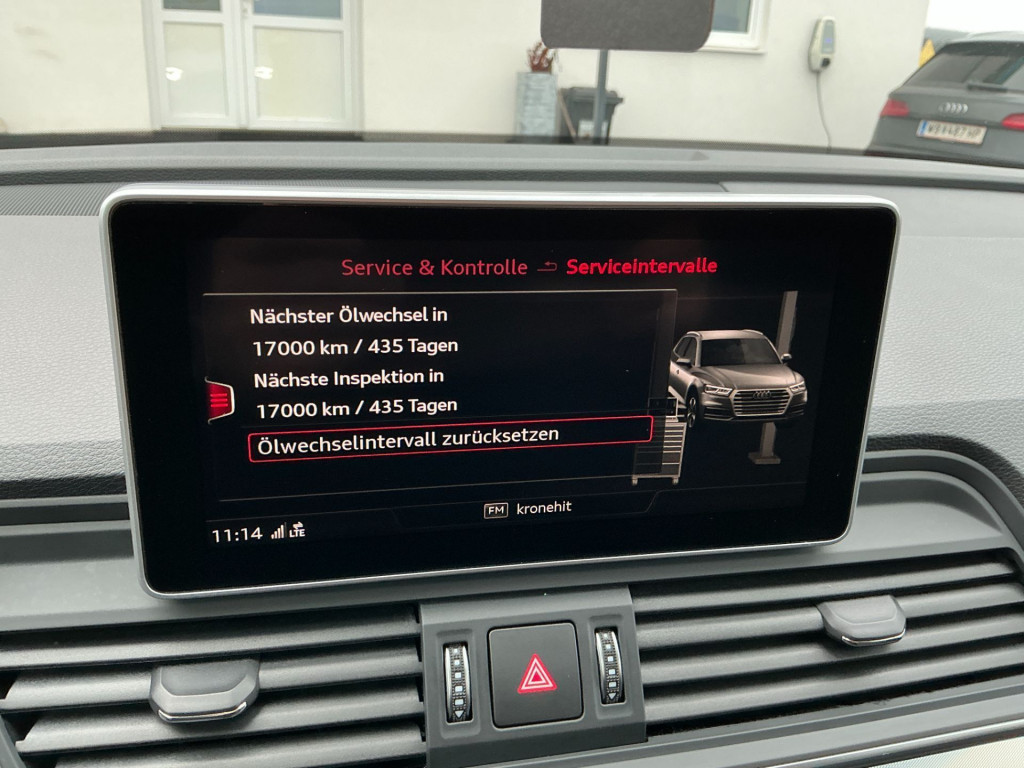 WB487HP
Service & Kontrolle Serviceintervalle
Nächster Ölwechsel in
17000 km / 435 Tagen
Nächste Inspektion in
17000 km / 435 Tagen
Ölwechselintervall zurücksetzen
FM kronehit
11:14 LTE